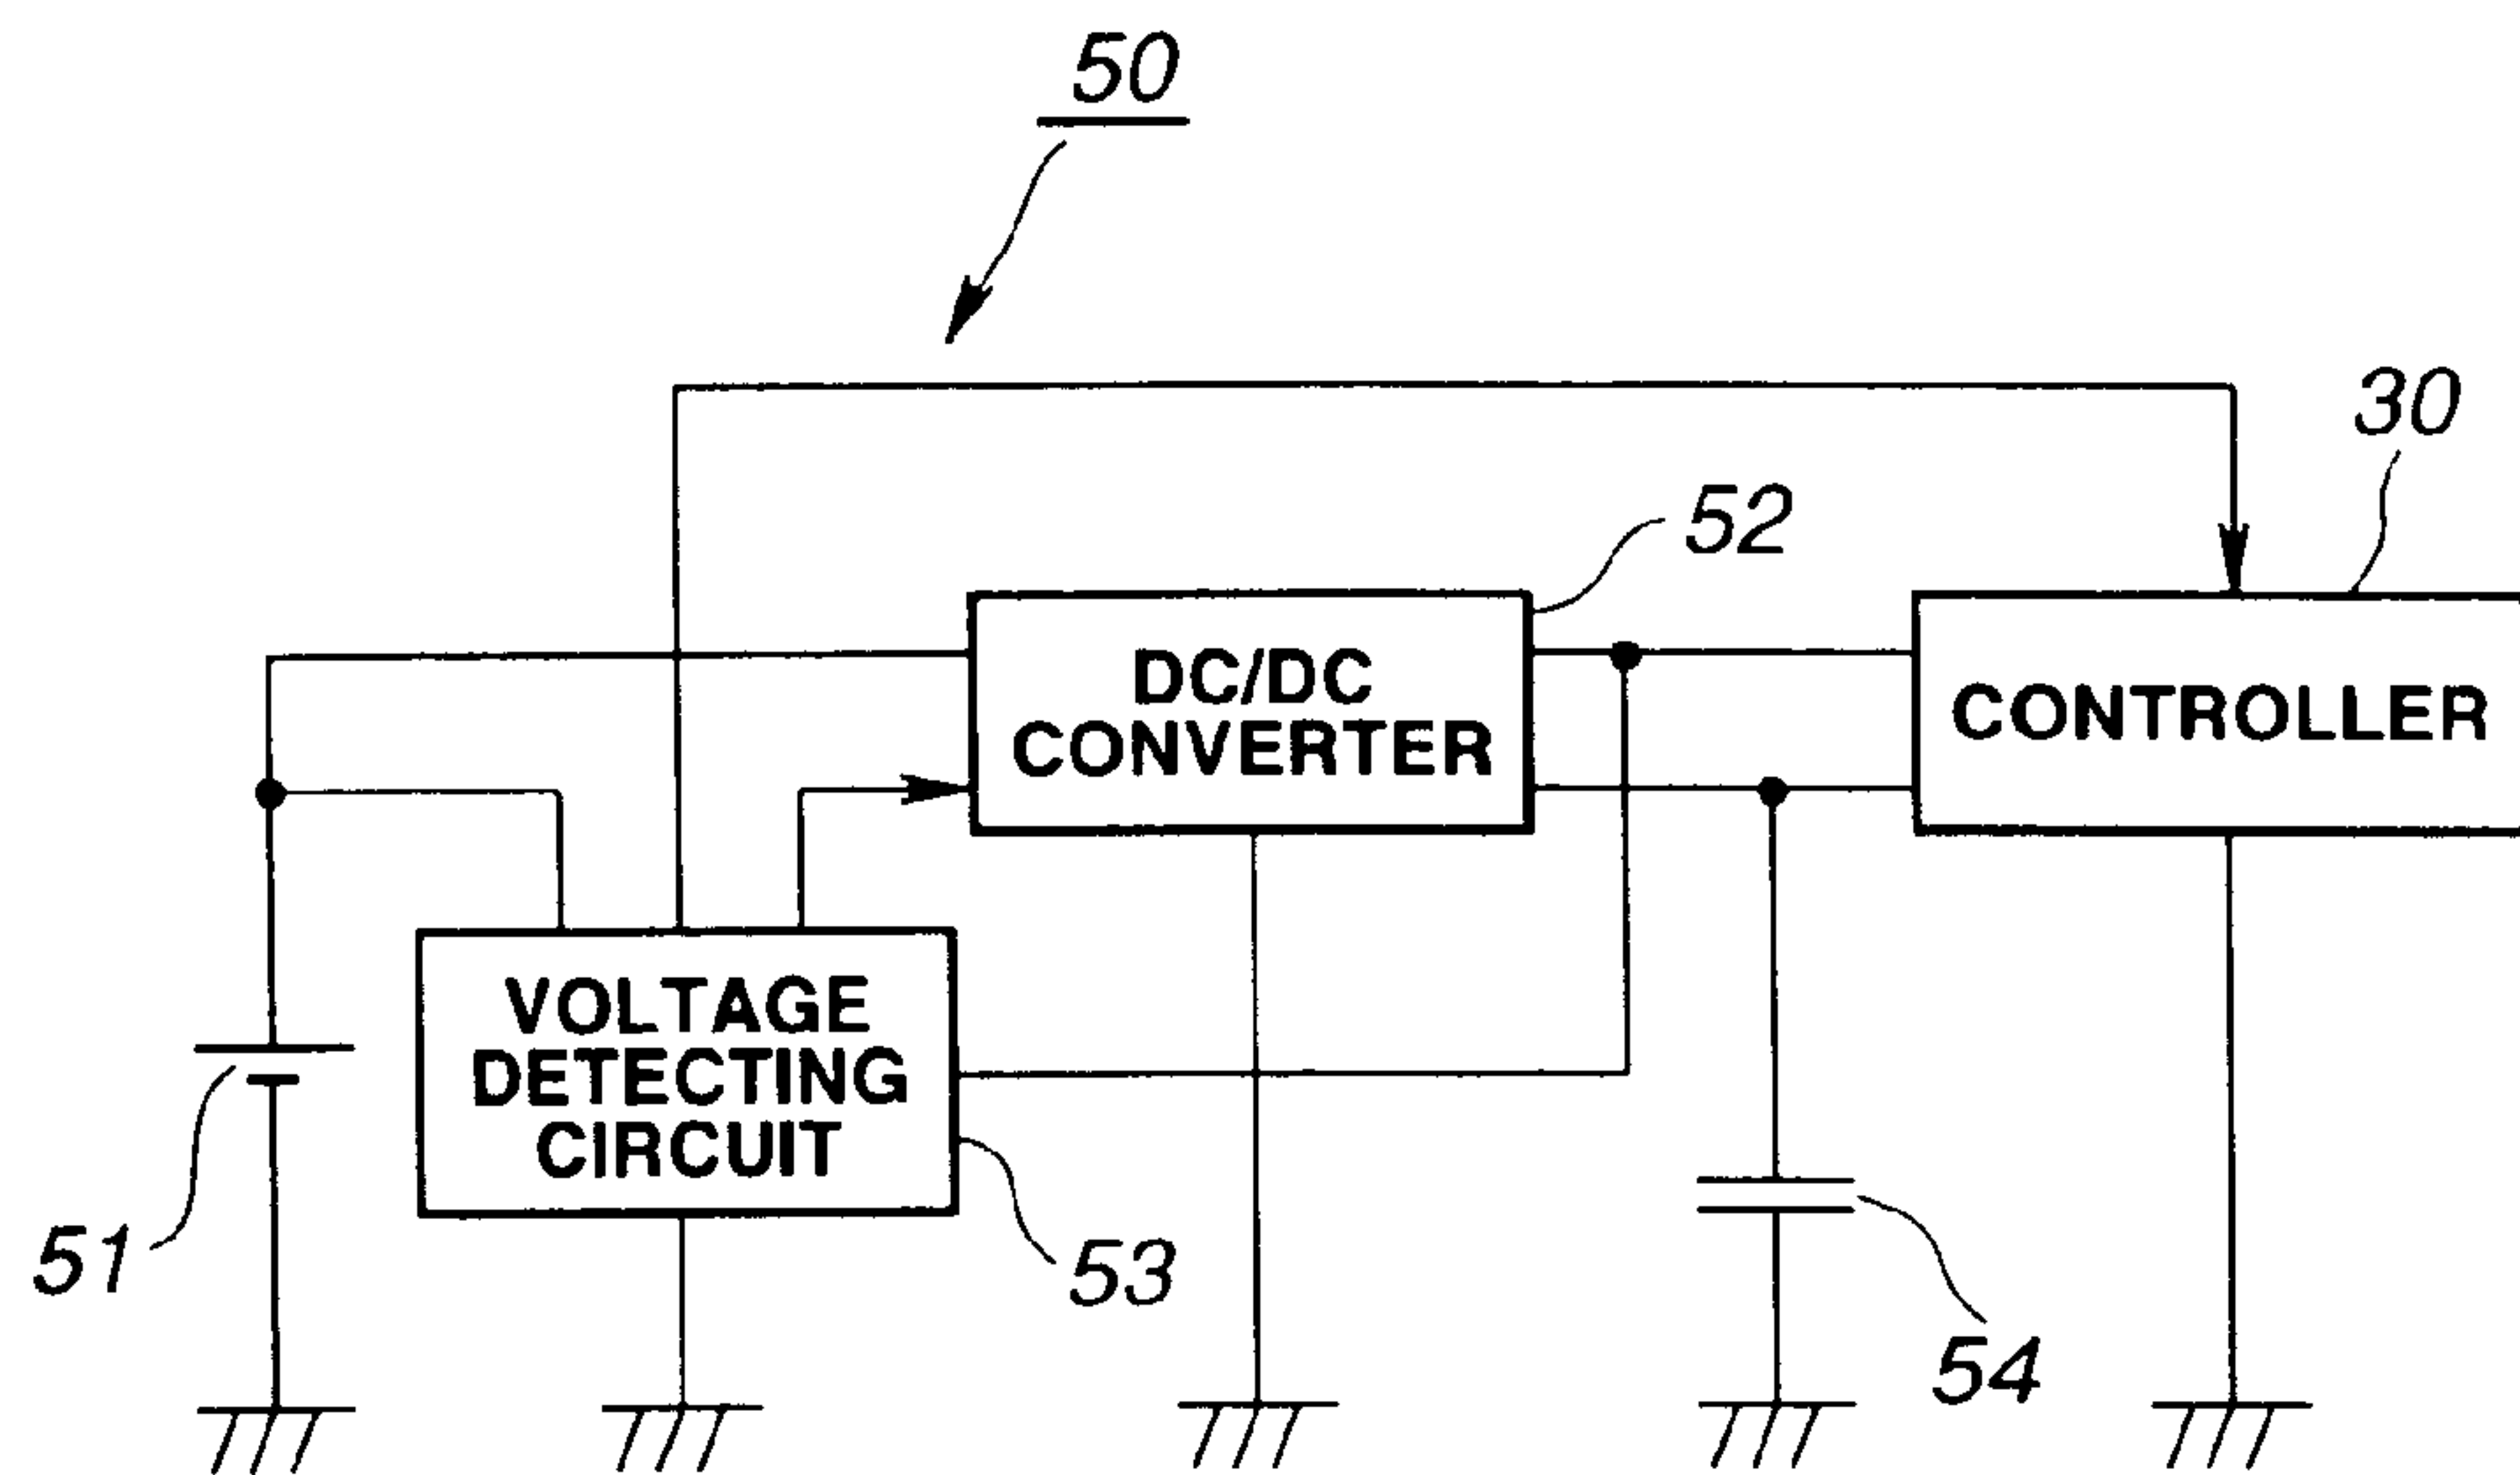 50
30
52
DC/DC
CONVERTER
CONTROLLER
VOLTAGE
DETECTING
CIRCUIT
51
53
54